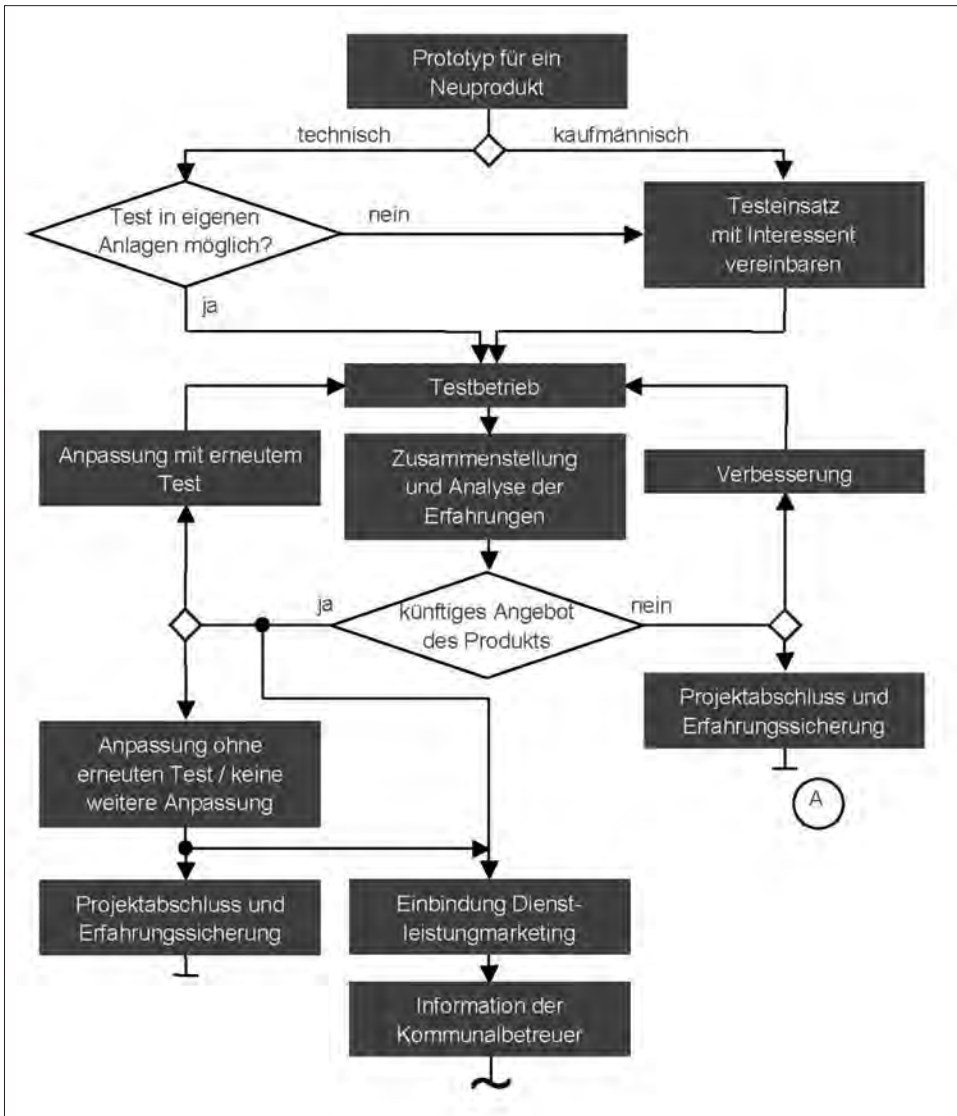 Prototyp für ein
Neuprodukt
technisch
kaufmännisch
Test in eigenen
Anlagen möglich?
nein
Testeinsatz
mit Interessent
vereinbaren
ja
Testbetrieb
Anpassung mit erneutem
Test
Zusammenstellung
und Analyse der
Erfahrungen
Verbesserung
ja
künftiges Angebot
des Produkts
nein
Projektabschluss und
Erfahrungssicherung
Anpassung ohne
erneuten Test / keine
weitere Anpassung
A
Projektabschluss und
Erfahrungssicherung
Einbindung Dienst-
leistungmarketing
Information der
Kommunalbetreuer